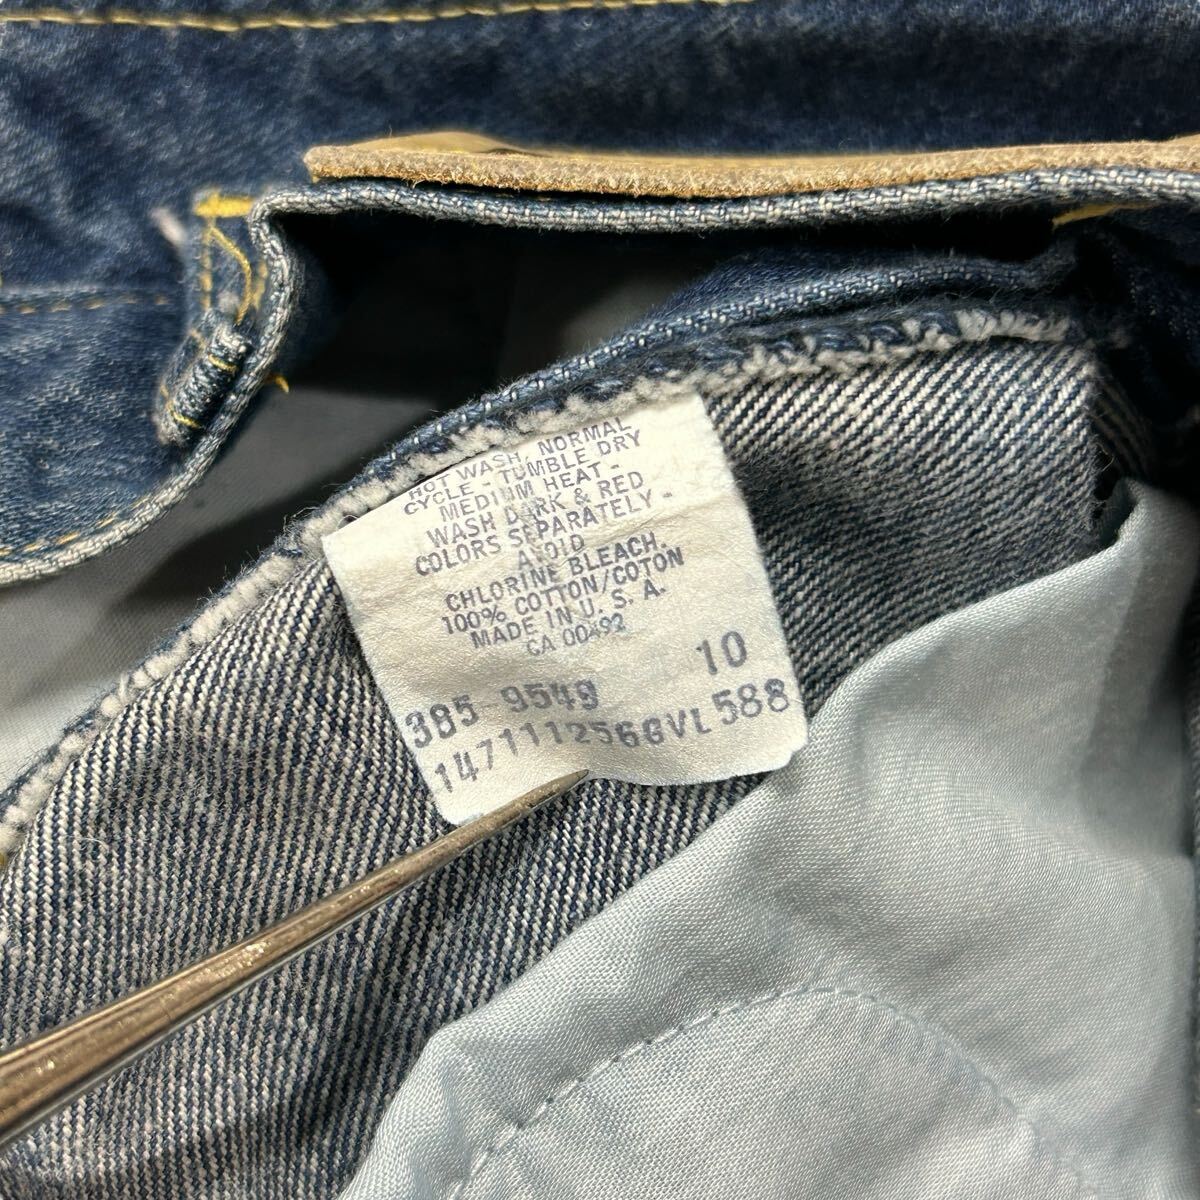 HOT WASH, NORMAL
CYCLE - TUMBLE DRY
MEDIUM HEAT -
WASH DARK & RED
COLORS SEPARATELY -
AVOID
CHLORINE BLEACH.
100% COTTON/COTON
MADE IN U. S. A.
CA 00492
385-9549 10
147111256GVL588